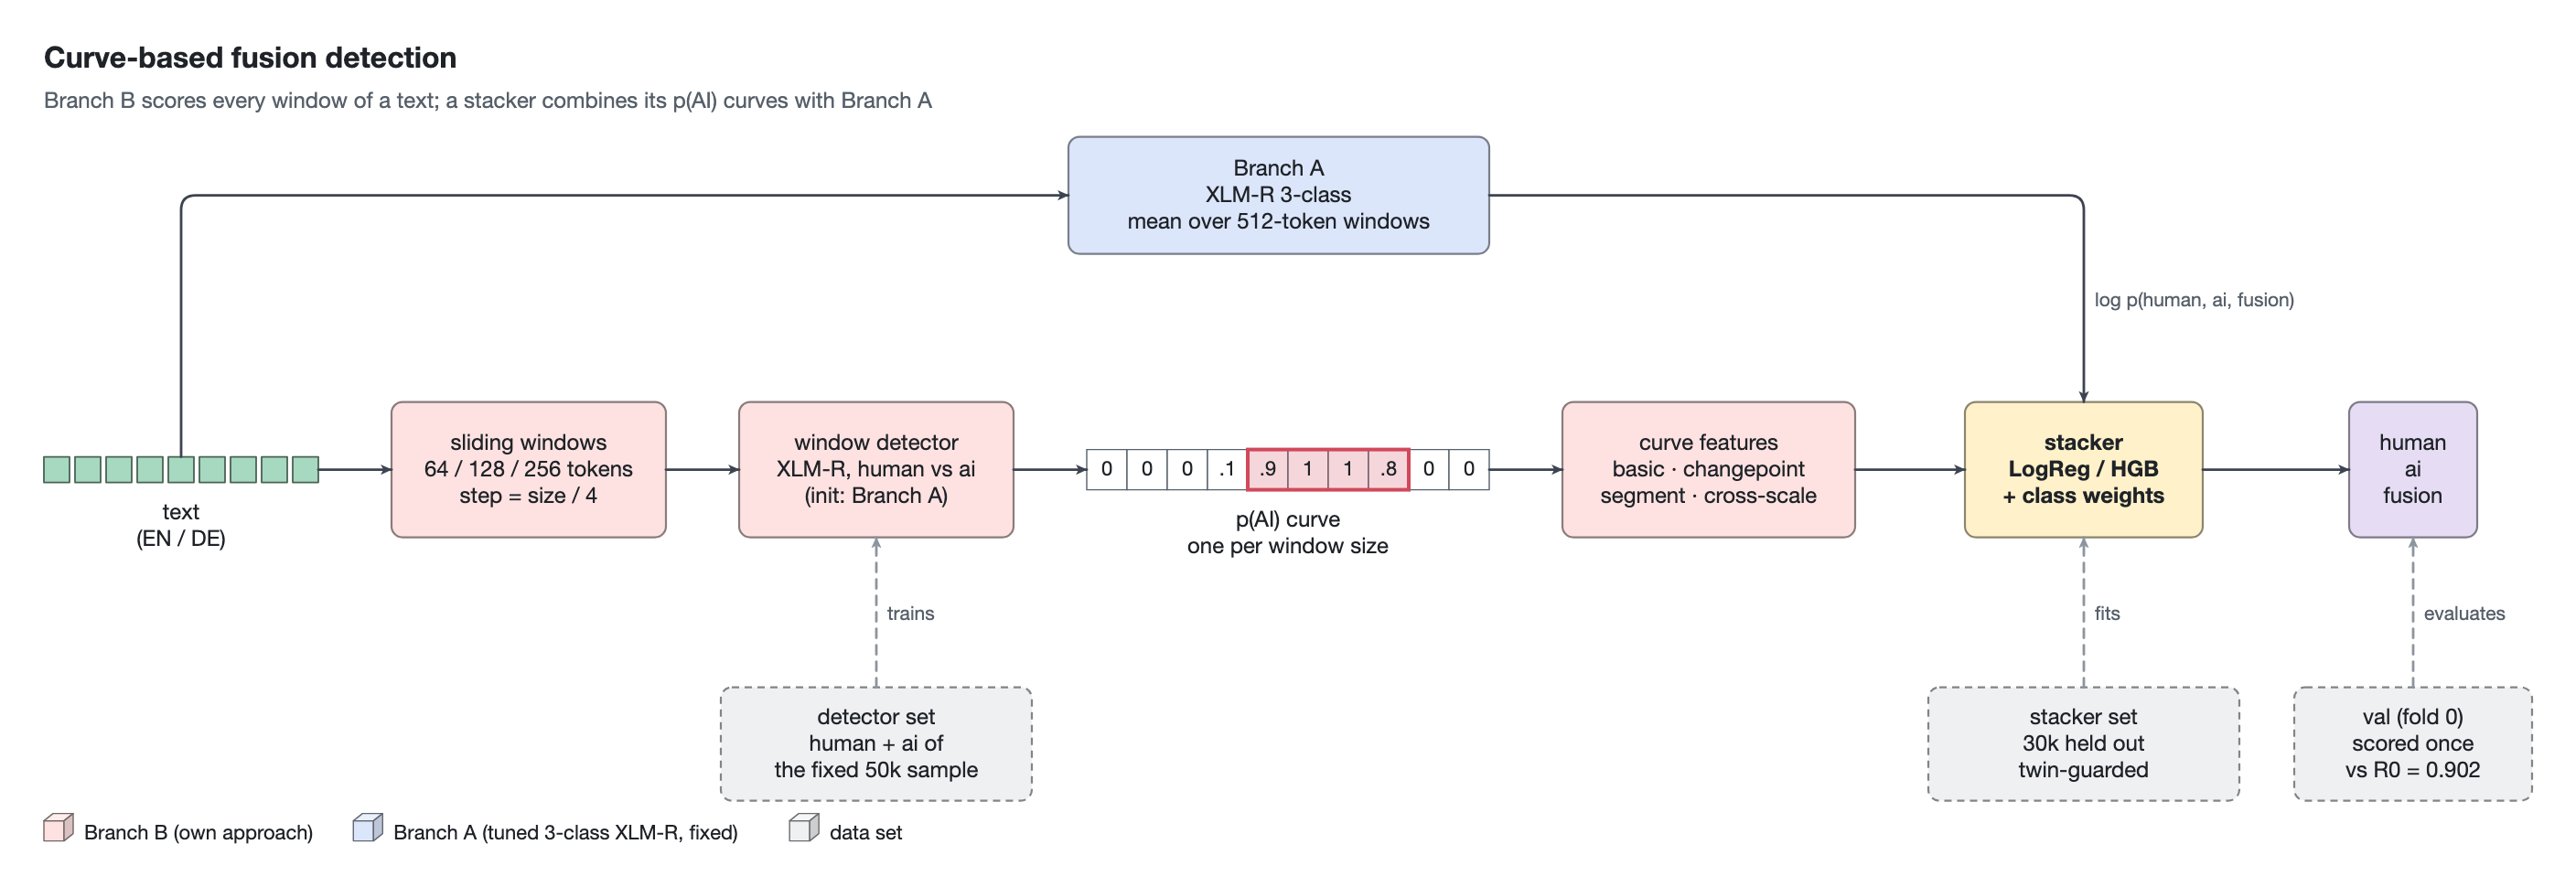 Curve-based fusion detection
Branch B scores every window of a text; a stacker combines its p(AI) curves with Branch A
Branch A
XLM-R 3-class
mean over 512-token windows
log p(human, ai, fusion)
text
(EN / DE)
sliding windows
64 / 128 / 256 tokens
step = size / 4
window detector
XLM-R, human vs ai
(init: Branch A)
0 0 0 .1 .9 1 1 .8 0 0
p(AI) curve
one per window size
curve features
basic · changepoint
segment · cross-scale
stacker
LogReg / HGB
+ class weights
human
ai
fusion
trains
fits
evaluates
detector set
human + ai of
the fixed 50k sample
stacker set
30k held out
twin-guarded
val (fold 0)
scored once
vs R0 = 0.902
Branch B (own approach)
Branch A (tuned 3-class XLM-R, fixed)
data set